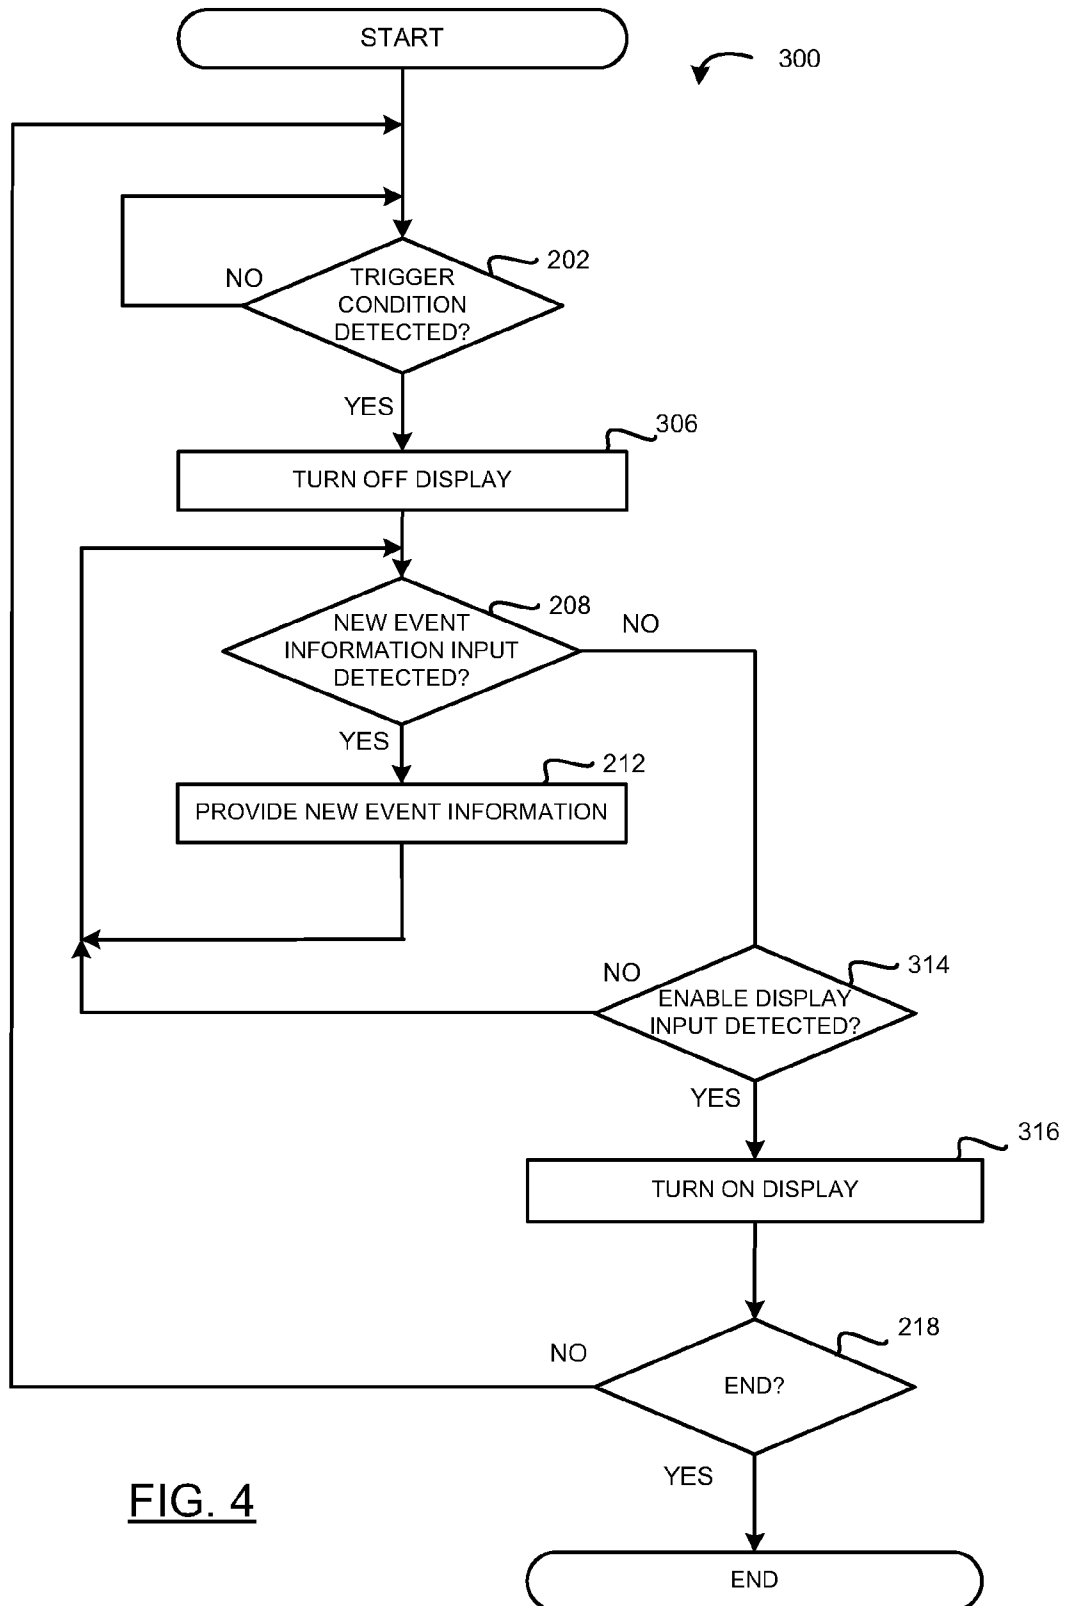 START
300
NO
TRIGGER
CONDITION
DETECTED?
202
YES
306
TURN OFF DISPLAY
NEW EVENT
INFORMATION INPUT
DETECTED?
208
NO
YES
212
PROVIDE NEW EVENT INFORMATION
NO
314
ENABLE DISPLAY
INPUT DETECTED?
YES
316
TURN ON DISPLAY
218
NO
END?
YES
FIG. 4
END